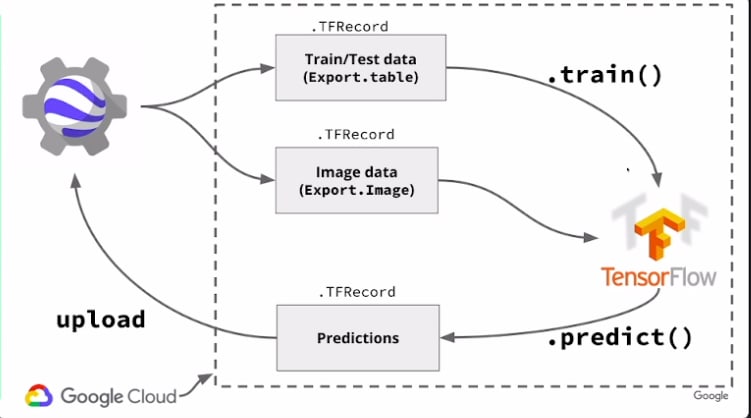 .TFRecord
Train/Test data
(Export.table)
.train()
.TFRecord
Image data
(Export.Image)
TF
TensorFlow
.TFRecord
upload
Predictions
.predict()
Google Cloud
Google